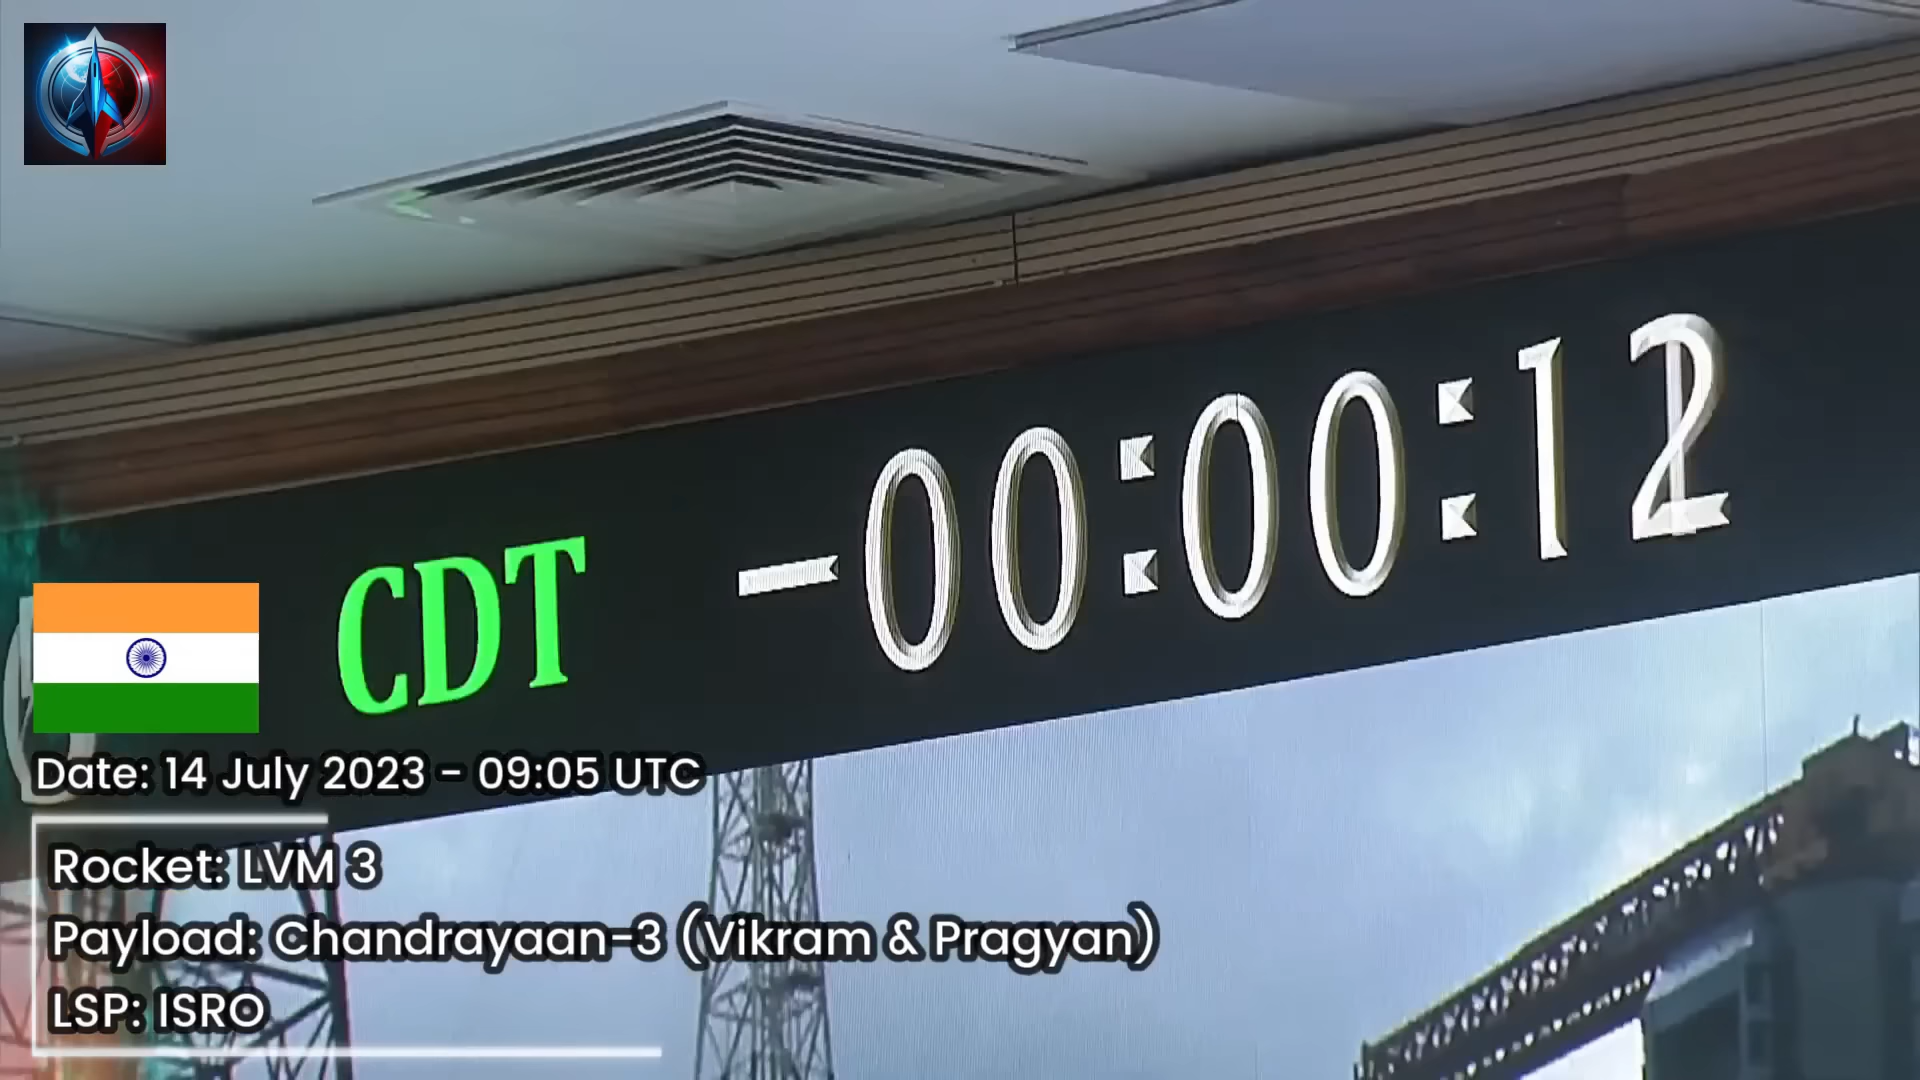 CDT -00:00:12
Date: 14 July 2023 - 09:05 UTC
Rocket: LVM 3
Payload: Chandrayaan-3 (Vikram & Pragyan)
LSP: ISRO